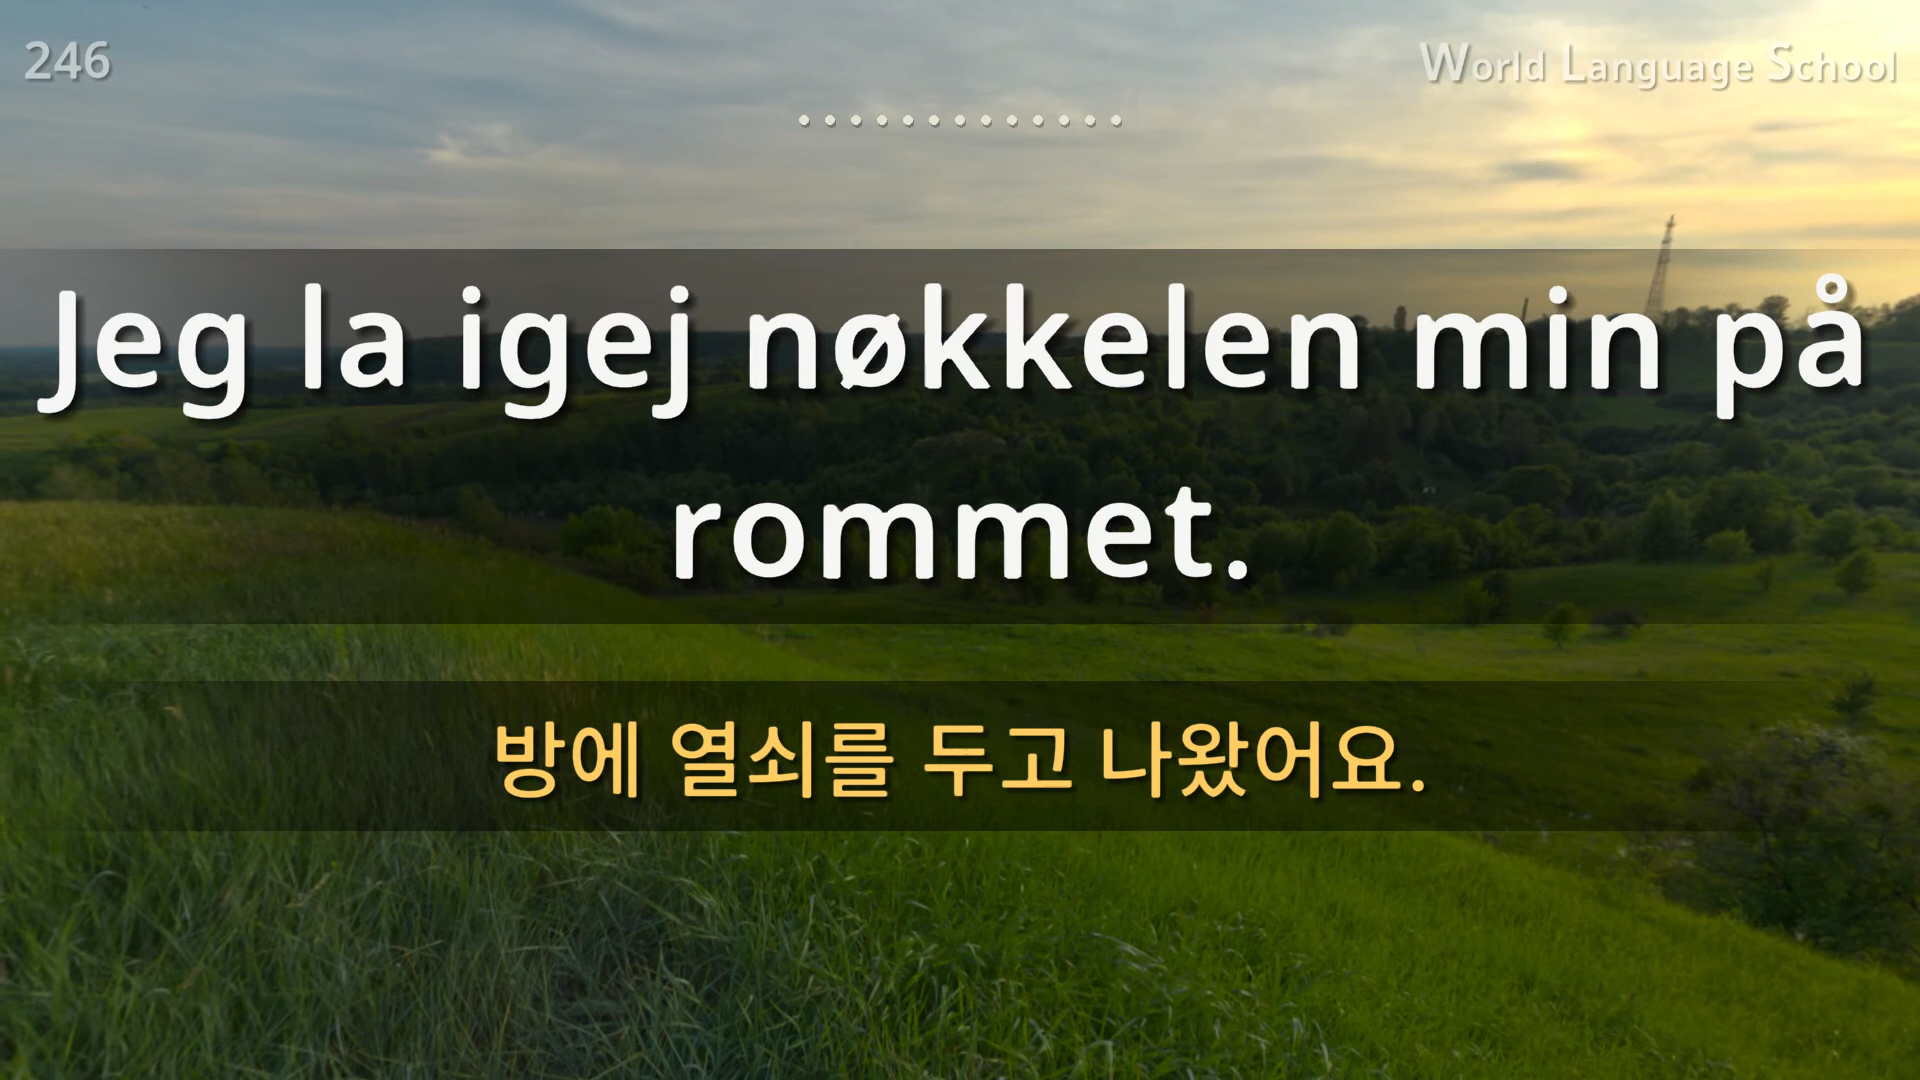 246
World Language School
Jeg la igej nøkkelen min på
rommet.
방에 열쇠를 두고 나왔어요.